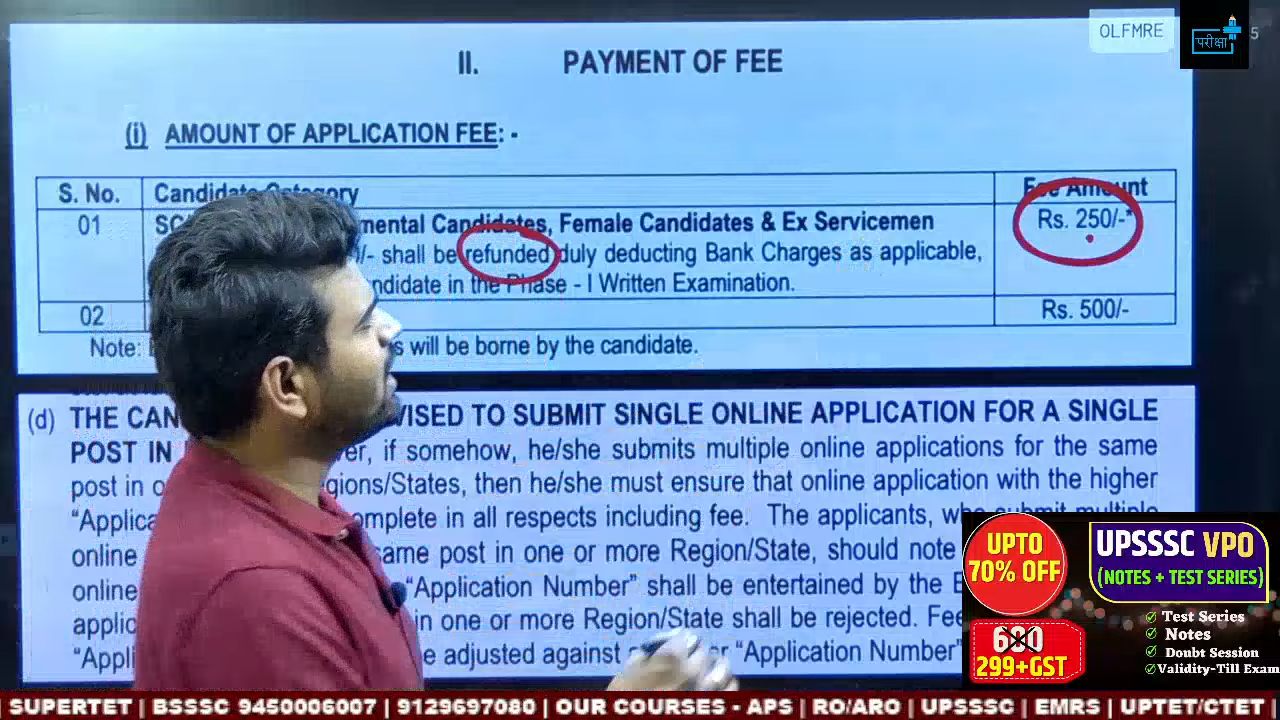 OLFMRE
परीक्षा
5
II. PAYMENT OF FEE
(i) AMOUNT OF APPLICATION FEE: -
S. No. Candidate Category Fee Amount
01 mental Candidates, Female Candidates & Ex Servicemen Rs. 250/-*
/- shall be refunded duly deducting Bank Charges as applicable,
ndidate in the Phase - I Written Examination.
02 Rs. 500/-
Note: s will be borne by the candidate.
(d) THE CAN VISED TO SUBMIT SINGLE ONLINE APPLICATION FOR A SINGLE
POST IN ver, if somehow, he/she submits multiple online applications for the same
post in o gions/States, then he/she must ensure that online application with the higher
“Applica omplete in all respects including fee. The applicants, who submit multiple
online ame post in one or more Region/State, should note
online “Application Number” shall be entertained by the
applic in one or more Region/State shall be rejected. Fee
“Appli e adjusted against “Application Number”
UPTO
70% OFF
UPSSSC VPO
(NOTES + TEST SERIES)
600
299+GST
Test Series
Notes
Doubt Session
Validity-Till Exam
| SUPERTET | BSSSC 9450006007 | 9129697080 | OUR COURSES - APS | RO/ARO | UPSSSC | EMRS | UPTET/CTET |